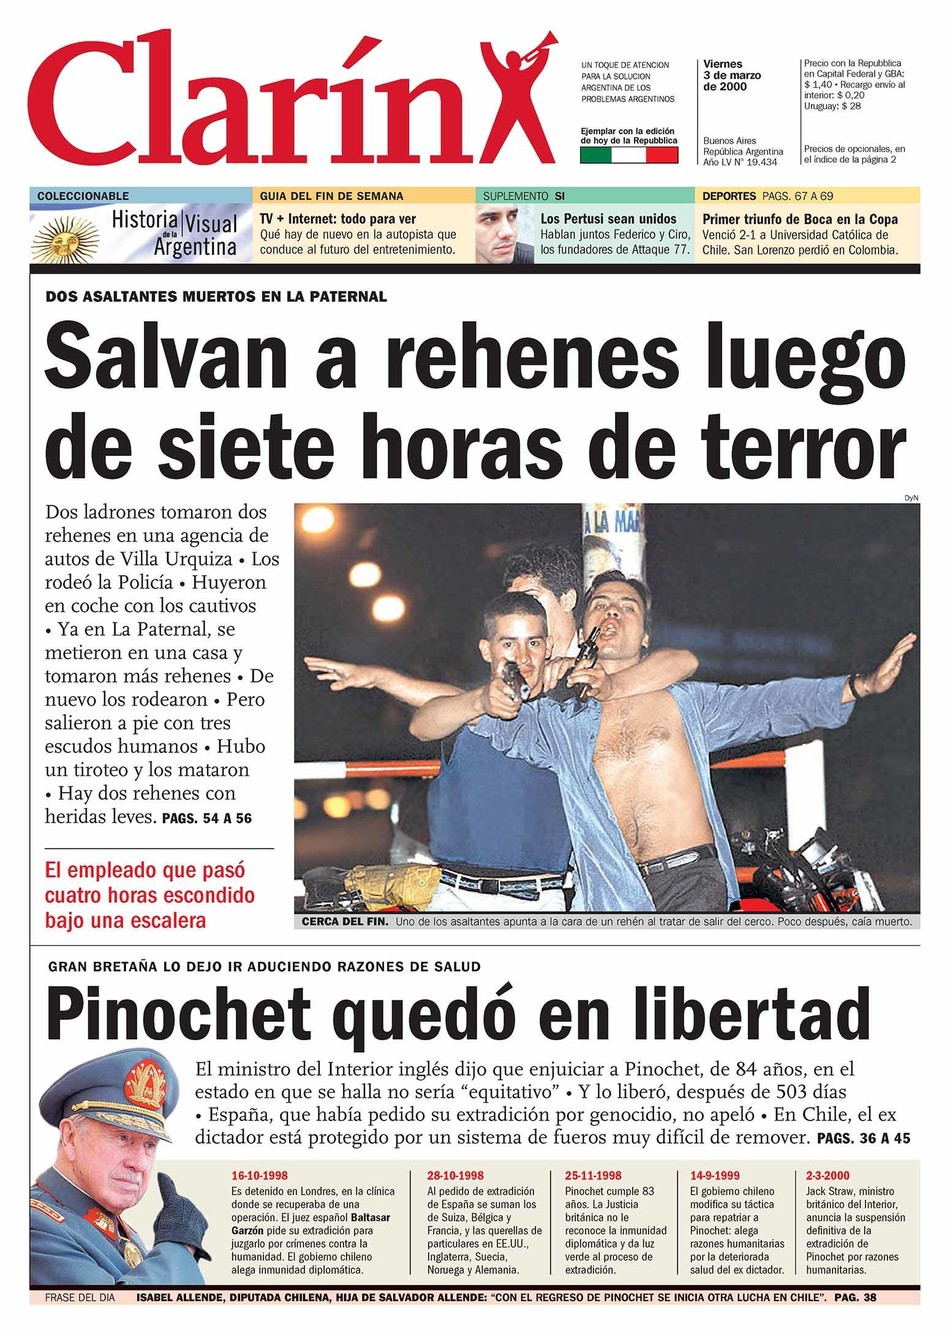 Clarín
UN TOQUE DE ATENCION
PARA LA SOLUCION
ARGENTINA DE LOS
PROBLEMAS ARGENTINOS
Ejemplar con la edición
de hoy de la Repubblica
Viernes
3 de marzo
de 2000
Buenos Aires
República Argentina
Año LV N° 19.434
Precio con la Repubblica
en Capital Federal y GBA:
$ 1,40 • Recargo envío al
interior: $ 0,20
Uruguay: $ 28
Precios de opcionales, en
el índice de la página 2
COLECCIONABLE
Historia Visual
de la
Argentina
GUIA DEL FIN DE SEMANA
TV + Internet: todo para ver
Qué hay de nuevo en la autopista que
conduce al futuro del entretenimiento.
SUPLEMENTO SI
Los Pertusi sean unidos
Hablan juntos Federico y Ciro,
los fundadores de Attaque 77.
DEPORTES PAGS. 67 A 69
Primer triunfo de Boca en la Copa
Venció 2-1 a Universidad Católica de
Chile. San Lorenzo perdió en Colombia.
DOS ASALTANTES MUERTOS EN LA PATERNAL
Salvan a rehenes luego
de siete horas de terror
DyN
Dos ladrones tomaron dos
rehenes en una agencia de
autos de Villa Urquiza • Los
rodeó la Policía • Huyeron
en coche con los cautivos
• Ya en La Paternal, se
metieron en una casa y
tomaron más rehenes • De
nuevo los rodearon • Pero
salieron a pie con tres
escudos humanos • Hubo
un tiroteo y los mataron
• Hay dos rehenes con
heridas leves. PAGS. 54 A 56
El empleado que pasó
cuatro horas escondido
bajo una escalera
A LA MAR
CERCA DEL FIN. Uno de los asaltantes apunta a la cara de un rehén al tratar de salir del cerco. Poco después, caía muerto.
GRAN BRETAÑA LO DEJO IR ADUCIENDO RAZONES DE SALUD
Pinochet quedó en libertad
El ministro del Interior inglés dijo que enjuiciar a Pinochet, de 84 años, en el
estado en que se halla no sería “equitativo” • Y lo liberó, después de 503 días
• España, que había pedido su extradición por genocidio, no apeló • En Chile, el ex
dictador está protegido por un sistema de fueros muy difícil de remover. PAGS. 36 A 45
16-10-1998
Es detenido en Londres, en la clínica
donde se recuperaba de una
operación. El juez español Baltasar
Garzón pide su extradición para
juzgarlo por crímenes contra la
humanidad. El gobierno chileno
alega inmunidad diplomática.
28-10-1998
Al pedido de extradición
de España se suman los
de Suiza, Bélgica y
Francia, y las querellas de
particulares en EE.UU.,
Inglaterra, Suecia,
Noruega y Alemania.
25-11-1998
Pinochet cumple 83
años. La Justicia
británica no le
reconoce la inmunidad
diplomática y da luz
verde al proceso de
extradición.
14-9-1999
El gobierno chileno
modifica su táctica
para repatriar a
Pinochet: alega
razones humanitarias
por la deteriorada
salud del ex dictador.
2-3-2000
Jack Straw, ministro
británico del Interior,
anuncia la suspensión
definitiva de la
extradición de
Pinochet por razones
humanitarias.
FRASE DEL DIA ISABEL ALLENDE, DIPUTADA CHILENA, HIJA DE SALVADOR ALLENDE: “CON EL REGRESO DE PINOCHET SE INICIA OTRA LUCHA EN CHILE”. PAG. 38